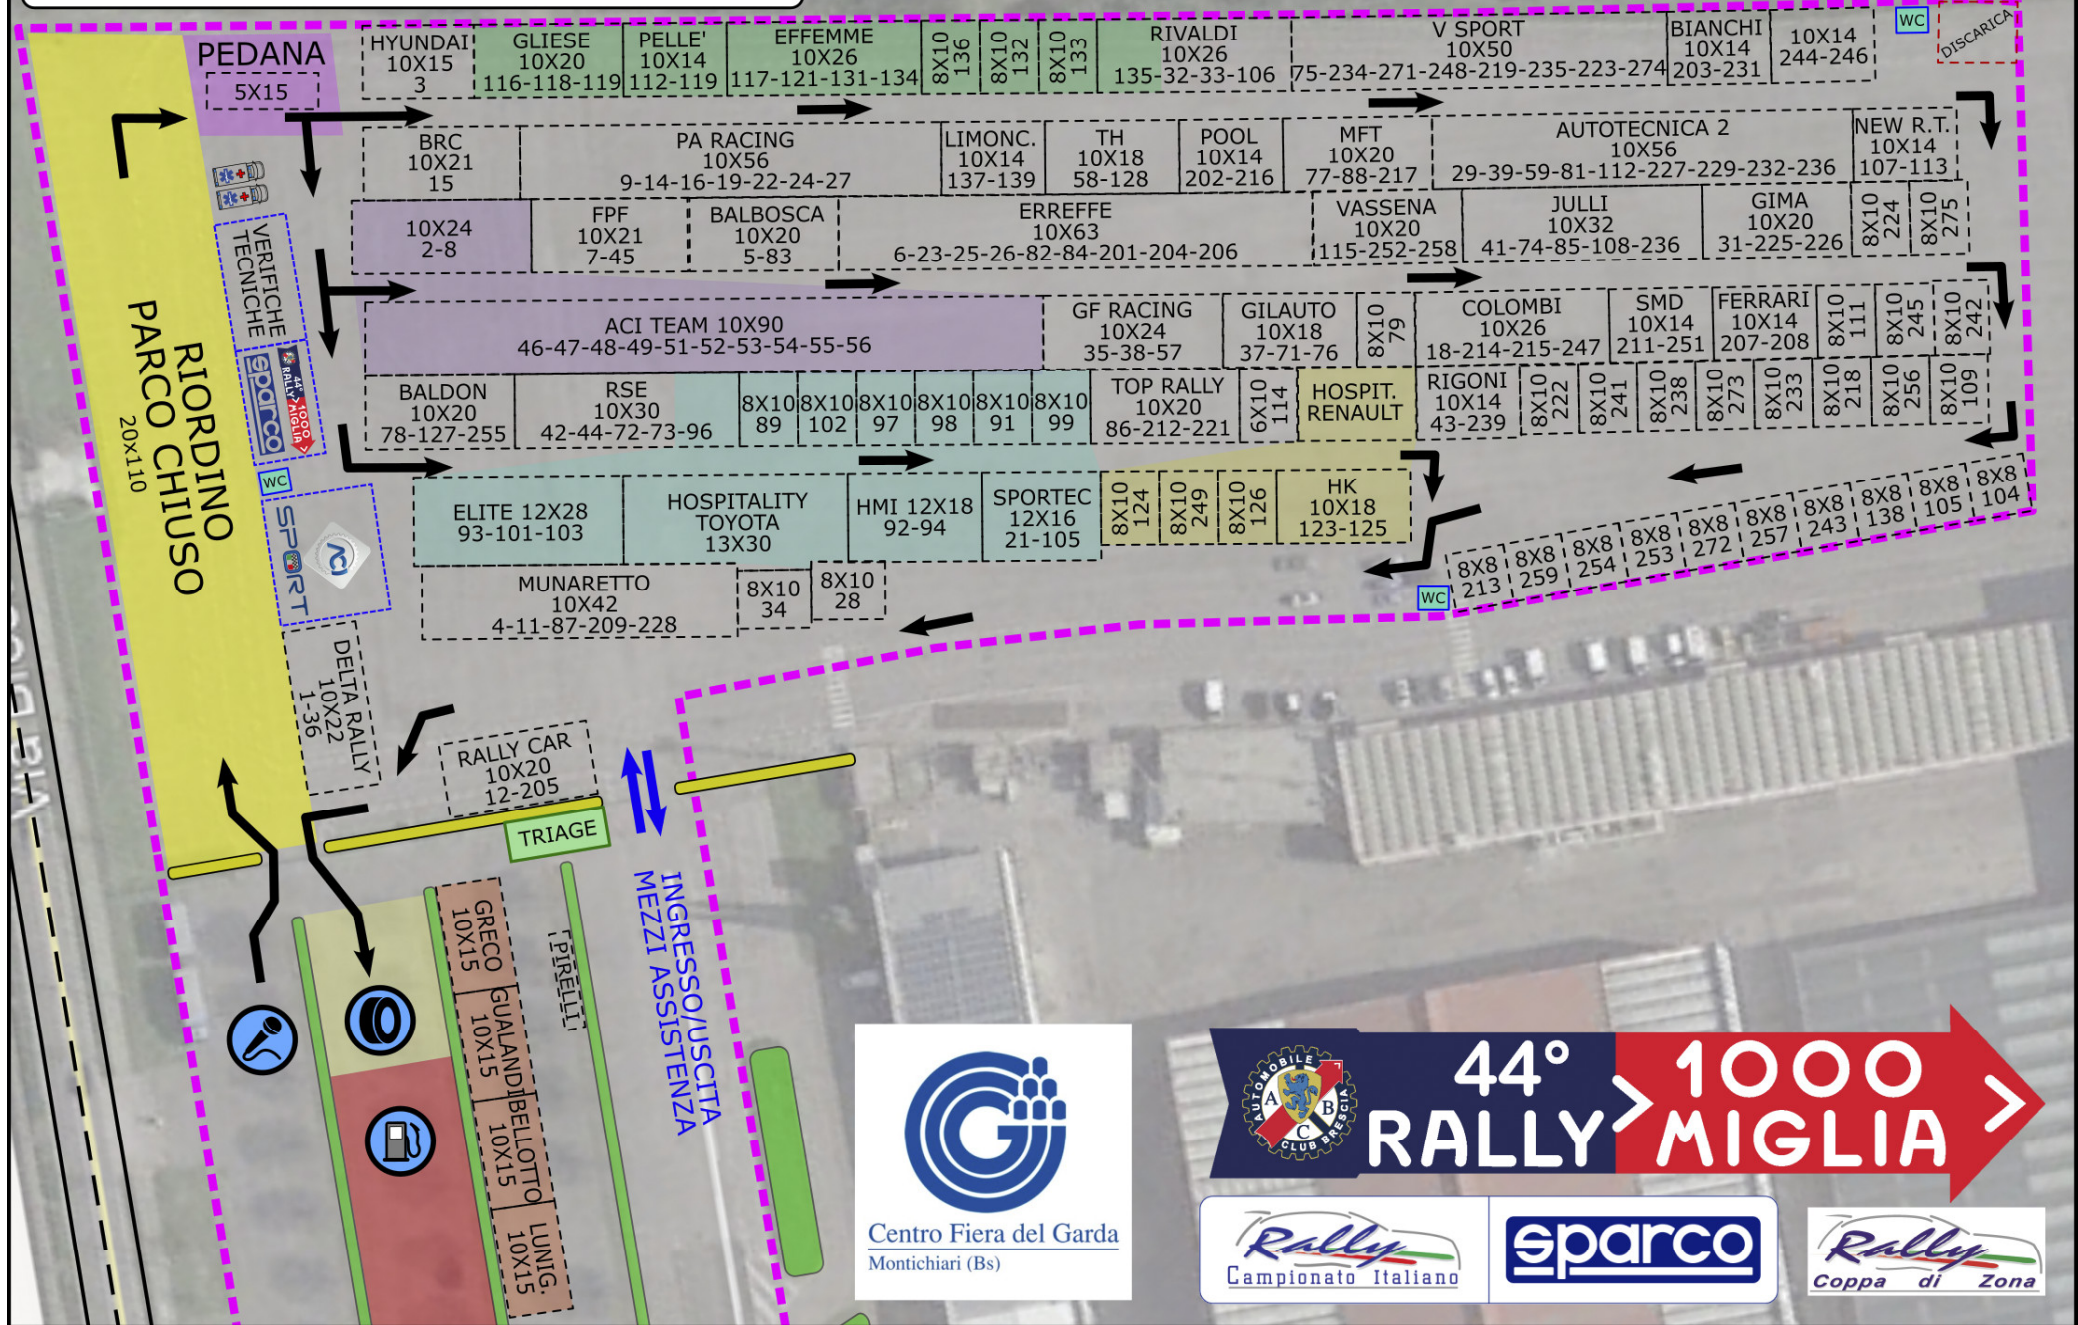 PEDANA
5X15
HYUNDAI
10X15
3
GLIESE
10X20
116-118-119
PELLE'
10X14
112-119
EFFEMME
10X26
117-121-131-134
8X10
136
8X10
132
8X10
133
RIVALDI
10X26
135-32-33-106
V SPORT
10X50
75-234-271-248-219-235-223-274
BIANCHI
10X14
203-231
10X14
244-246
WC
DISCARICA
BRC
10X21
15
PA RACING
10X56
9-14-16-19-22-24-27
LIMONC.
10X14
137-139
TH
10X18
58-128
POOL
10X14
202-216
MFT
10X20
77-88-217
AUTOTECNICA 2
10X56
29-39-59-81-112-227-229-232-236
NEW R.T.
10X14
107-113
10X24
2-8
FPF
10X21
7-45
BALBOSCA
10X20
5-83
ERREFFE
10X63
6-23-25-26-82-84-201-204-206
VASSENA
10X20
115-252-258
JULLI
10X32
41-74-85-108-236
GIMA
10X20
31-225-226
8X10
224
8X10
275
VERIFICHE
TECNICHE
ACI TEAM 10X90
46-47-48-49-51-52-53-54-55-56
GF RACING
10X24
35-38-57
GILAUTO
10X18
37-71-76
8X10
79
COLOMBI
10X26
18-214-215-247
SMD
10X14
211-251
FERRARI
10X14
207-208
8X10
111
8X10
245
8X10
242
sparco
44°
RALLY
1000
MIGLIA
BALDON
10X20
78-127-255
RSE
10X30
42-44-72-73-96
8X10
89
8X10
102
8X10
97
8X10
98
8X10
91
8X10
99
TOP RALLY
10X20
86-212-221
6X10
114
HOSPIT.
RENAULT
RIGONI
10X14
43-239
8X10
222
8X10
241
8X10
238
8X10
273
8X10
233
8X10
218
8X10
256
8X10
109
RIORDINO
PARCO CHIUSO
20x110
WC
SPORT
ACI
ELITE 12X28
93-101-103
HOSPITALITY
TOYOTA
13X30
HMI 12X18
92-94
SPORTEC
12X16
21-105
8X10
124
8X10
249
8X10
126
HK
10X18
123-125
8X8
213
8X8
259
8X8
254
8X8
253
8X8
272
8X8
257
8X8
243
8X8
138
8X8
105
8X8
104
WC
MUNARETTO
10X42
4-11-87-209-228
8X10
34
8X10
28
DELTA RALLY
10X22
1-36
RALLY CAR
10X20
12-205
TRIAGE
INGRESSO/USCITA
MEZZI ASSISTENZA
PIRELLI
GRECO
10X15
GUALANDI
10X15
BELLOTTO
10X15
LUNIG.
10X15
Centro Fiera del Garda
Montichiari (Bs)
AUTOMOBILE
A B
C
CLUB BRESCIA
44°
RALLY
1000
MIGLIA
Rally
Campionato Italiano
sparco
Rally
Coppa di Zona